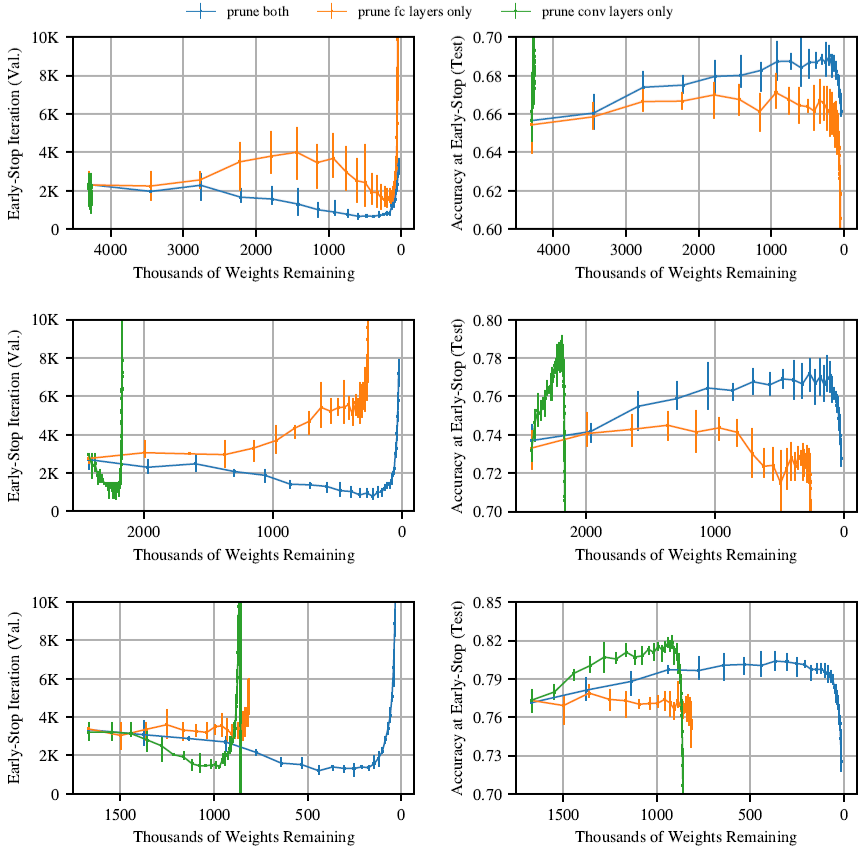 prune both prune fc layers only prune conv layers only
10K
8K
6K
4K
2K
0
Early-Stop Iteration (Val.)
4000 3000 2000 1000 0
Thousands of Weights Remaining
0.70
0.68
0.66
0.64
0.62
0.60
Accuracy at Early-Stop (Test)
4000 3000 2000 1000 0
Thousands of Weights Remaining
10K
8K
6K
4K
2K
0
Early-Stop Iteration (Val.)
2000 1000 0
Thousands of Weights Remaining
0.80
0.78
0.76
0.74
0.72
0.70
Accuracy at Early-Stop (Test)
2000 1000 0
Thousands of Weights Remaining
10K
8K
6K
4K
2K
0
Early-Stop Iteration (Val.)
1500 1000 500 0
Thousands of Weights Remaining
0.85
0.82
0.79
0.76
0.73
0.70
Accuracy at Early-Stop (Test)
1500 1000 500 0
Thousands of Weights Remaining